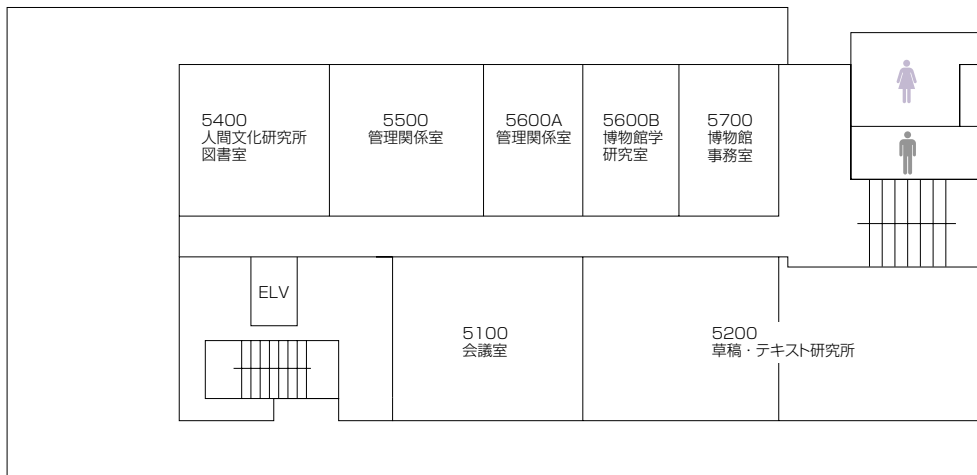 5400
人間文化研究所
図書室
5500
管理関係室
5600A
管理関係室
5600B
博物館学
研究室
5700
博物館
事務室
ELV
5100
会議室
5200
草稿・テキスト研究所